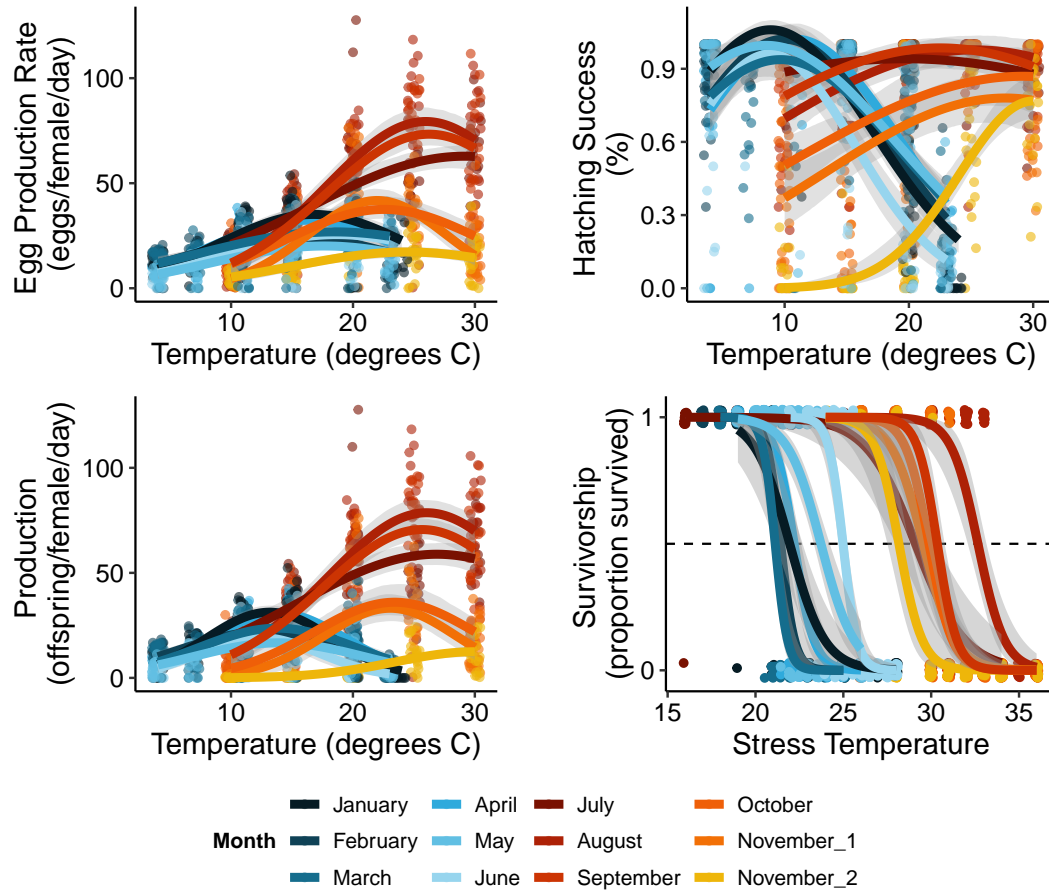 Egg Production Rate
(eggs/female/day)
100
50
0
10
20
30
Temperature (degrees C)
Hatching Success
(%)
0.9
0.6
0.3
0.0
10
20
30
Temperature (degrees C)
Production
(offspring/female/day)
100
50
0
10
20
30
Temperature (degrees C)
Survivorship
(proportion survived)
1
0
15
20
25
30
35
Stress Temperature
Month
January
February
March
April
May
June
July
August
September
October
November_1
November_2